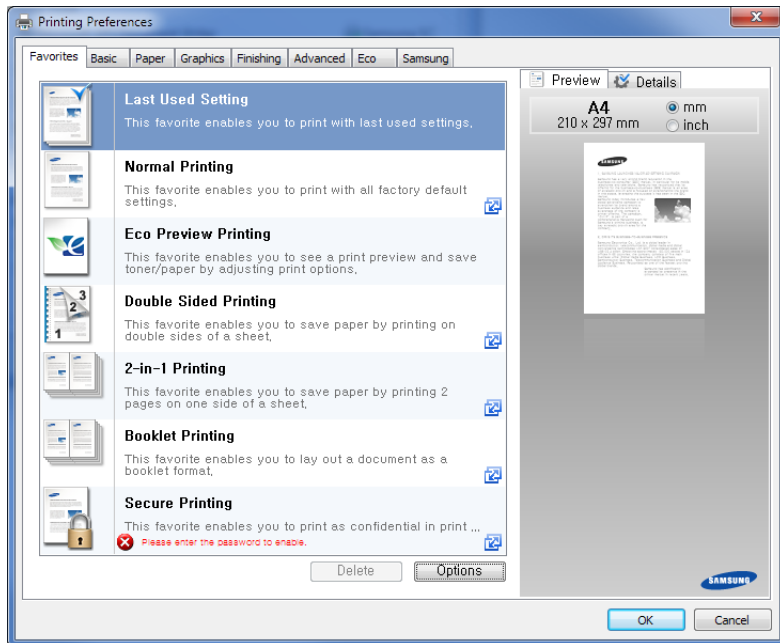 Printing Preferences
Favorites Basic Paper Graphics Finishing Advanced Eco Samsung
Last Used Setting
This favorite enables you to print with last used settings.
Normal Printing
This favorite enables you to print with all factory default
settings.
Eco Preview Printing
This favorite enables you to see a print preview and save
toner/paper by adjusting print options.
3
2
1
Double Sided Printing
This favorite enables you to save paper by printing on
double sides of a sheet.
2-in-1 Printing
This favorite enables you to save paper by printing 2
pages on one side of a sheet.
Booklet Printing
This favorite enables you to lay out a document as a
booklet format.
Secure Printing
This favorite enables you to print as confidential in print ...
Please enter the password to enable.
Delete Options
Preview Details
A4 mm
210 x 297 mm inch
SAMSUNG
SAMSUNG
OK Cancel